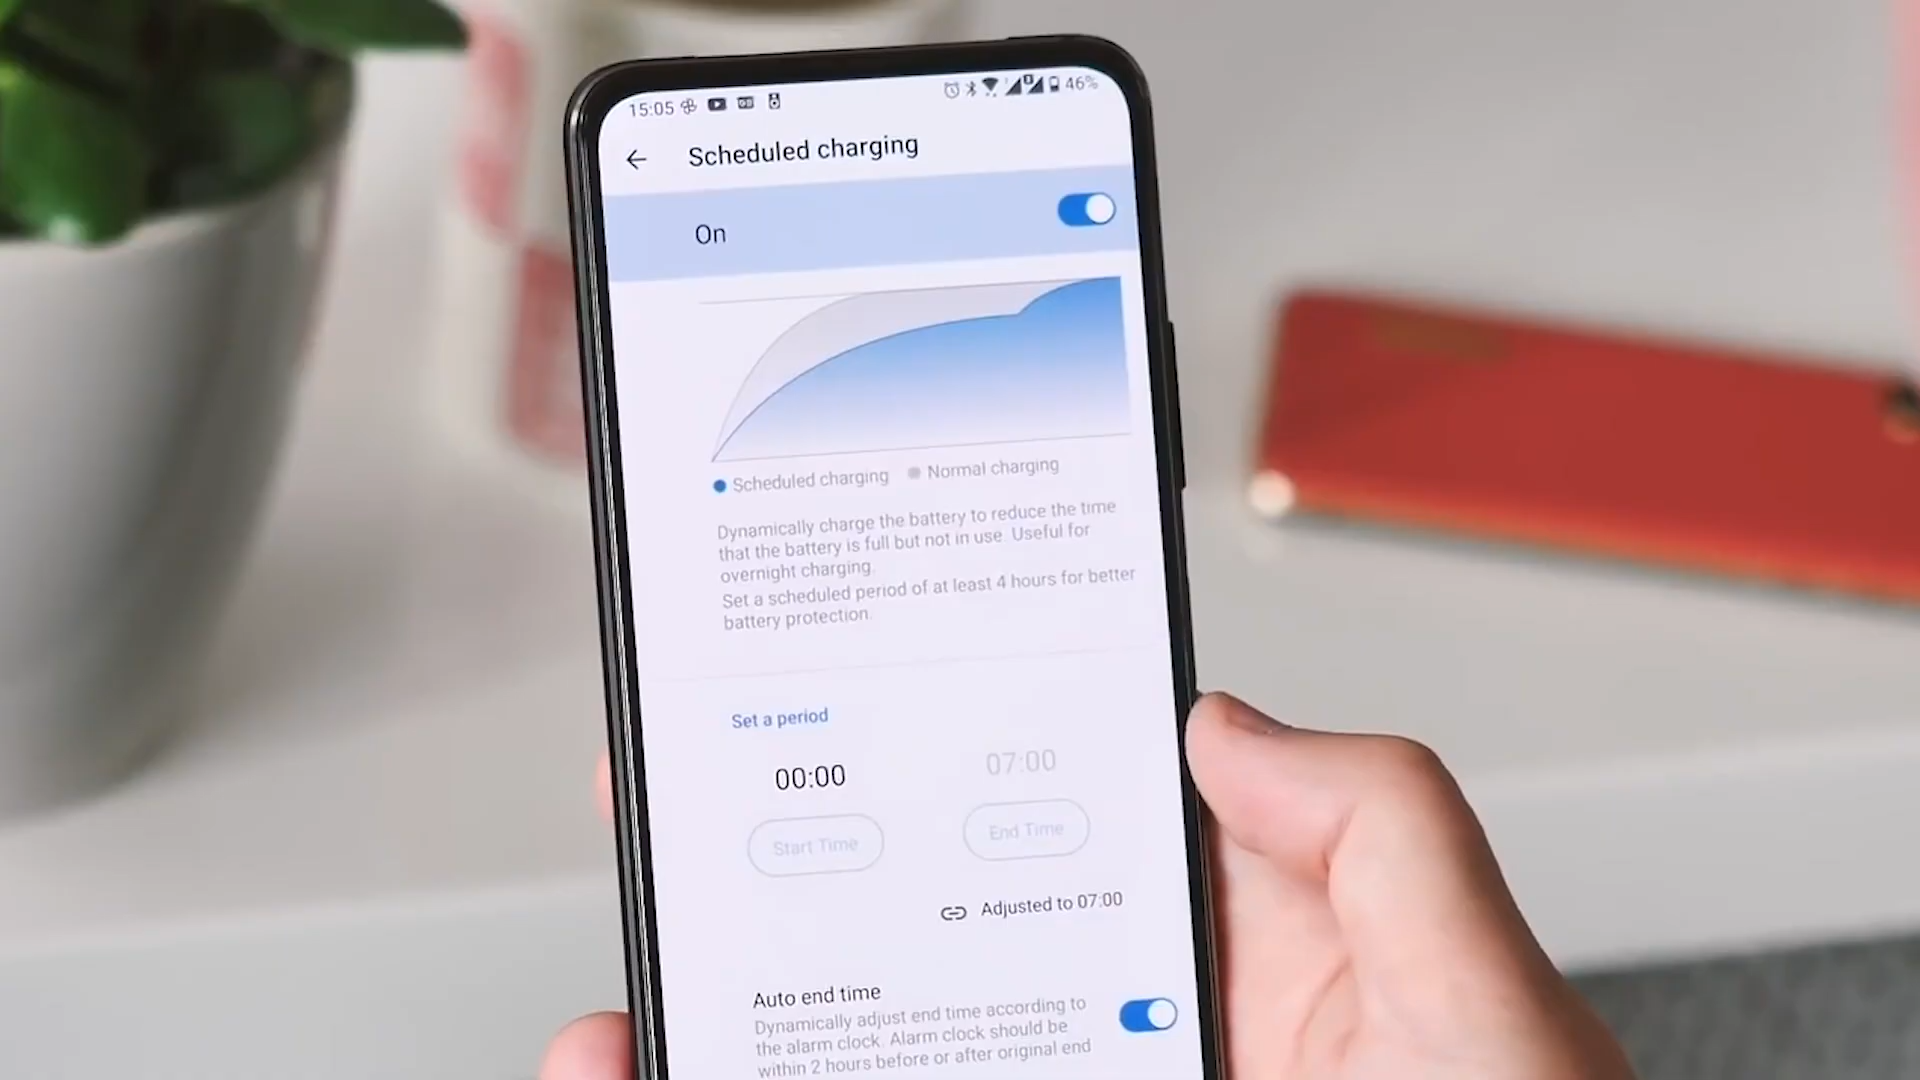 15:05 46%
Scheduled charging
On
Scheduled charging Normal charging
Dynamically charge the battery to reduce the time
that the battery is full but not in use. Useful for
overnight charging.
Set a scheduled period of at least 4 hours for better
battery protection.
Set a period
00:00 07:00
Start Time End Time
Adjusted to 07:00
Auto end time
Dynamically adjust end time according to
the alarm clock. Alarm clock should be
within 2 hours before or after original end